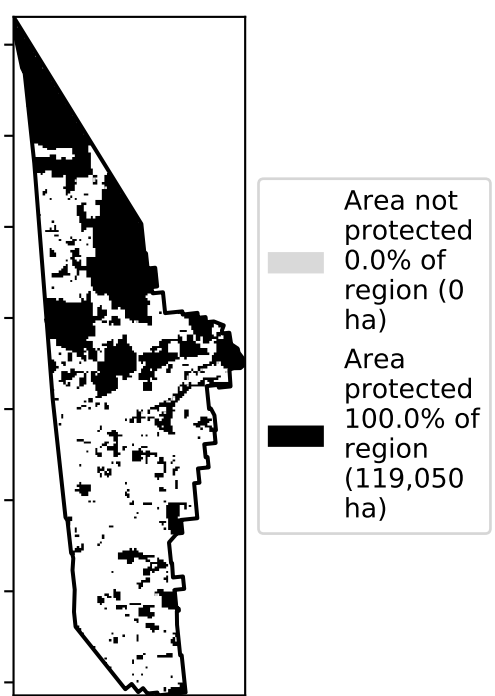 Area not
protected
0.0% of
region (0
ha)
Area
protected
100.0% of
region
(119,050
ha)